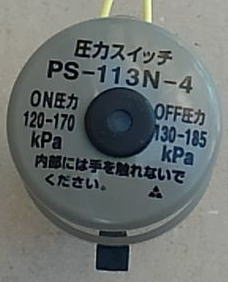 圧力スイッチ
PS-113N-4
ON圧力
120-170
kPa
OFF圧力
130-185
kPa
内部には手を触れないで
ください。